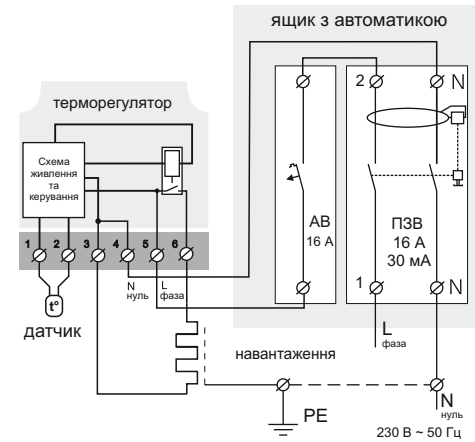 ящик з автоматикою
терморегулятор
Схема
живлення
та
керування
1 2 3 4 5 6
t°
датчик
N
нуль
L
фаза
2
N
АВ
16 А
ПЗВ
16 А
30 мА
1
N
L
фаза
навантаження
PE
N
нуль
230 В ~ 50 Гц